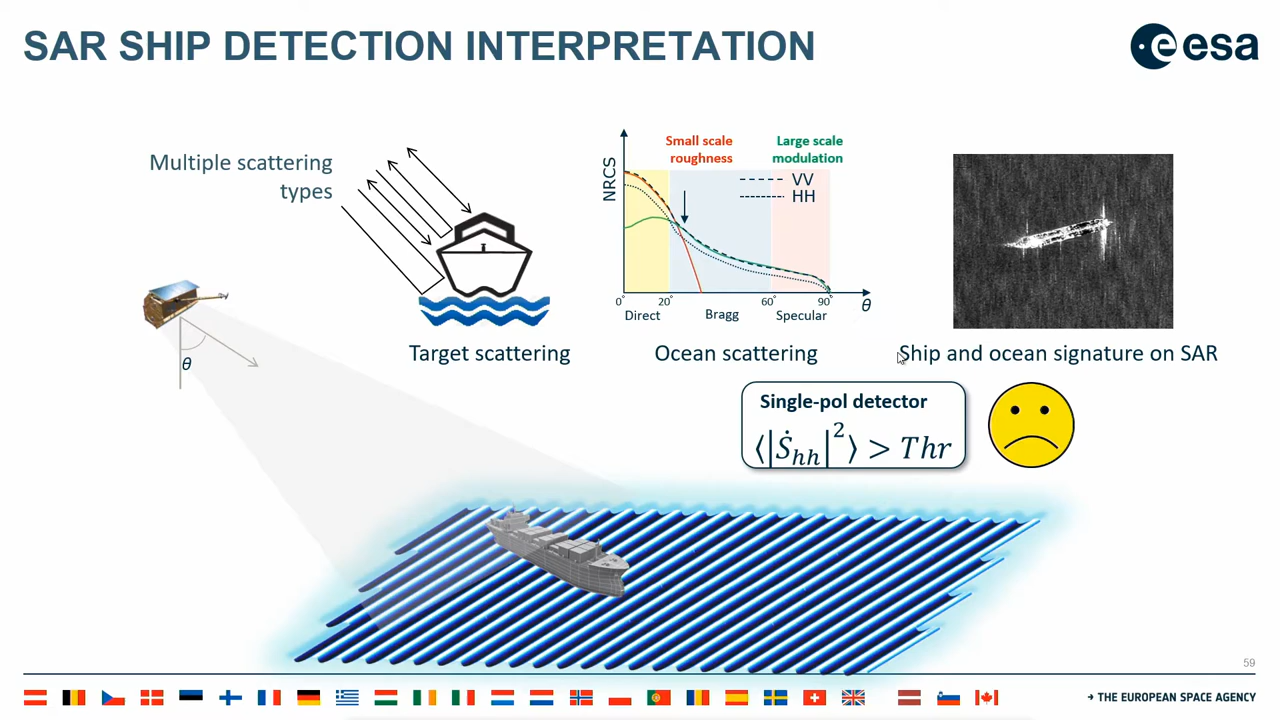 SAR SHIP DETECTION INTERPRETATION
esa
Multiple scattering
types
Target scattering
NRCS
Small scale
roughness
Large scale
modulation
VV
HH
0° 20° 60° 90° θ
Direct Bragg Specular
Ocean scattering
Ship and ocean signature on SAR
θ
Single-pol detector
⟨|Ṡ_hh|²⟩ > Thr
59
→ THE EUROPEAN SPACE AGENCY